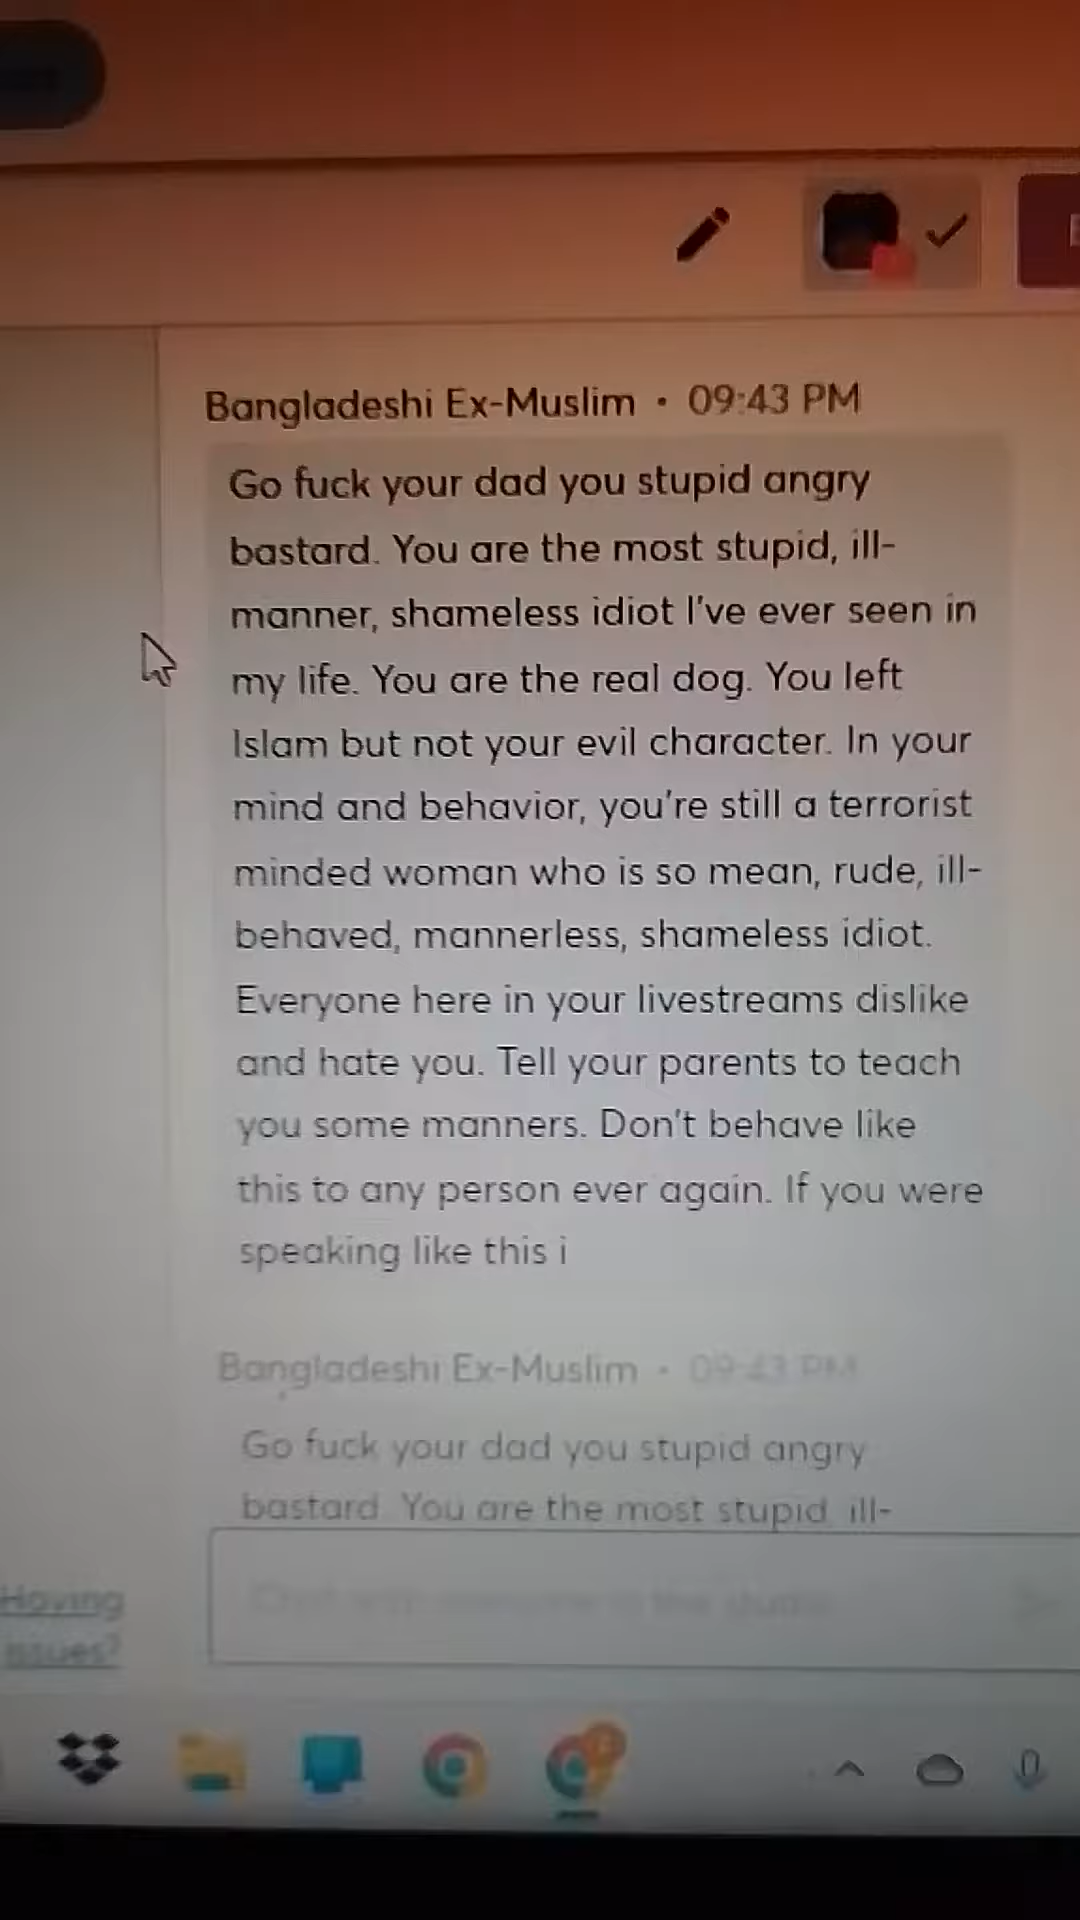 Bangladeshi Ex-Muslim • 09:43 PM
Go fuck your dad you stupid angry
bastard. You are the most stupid, ill-
manner, shameless idiot I've ever seen in
my life. You are the real dog. You left
Islam but not your evil character. In your
mind and behavior, you're still a terrorist
minded woman who is so mean, rude, ill-
behaved, mannerless, shameless idiot.
Everyone here in your livestreams dislike
and hate you. Tell your parents to teach
you some manners. Don't behave like
this to any person ever again. If you were
speaking like this i
Bangladeshi Ex-Muslim • 09:43 PM
Go fuck your dad you stupid angry
bastard. You are the most stupid, ill-
Having
issues?